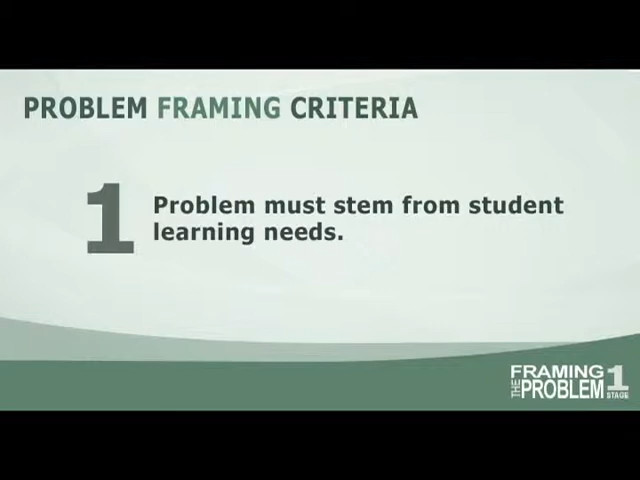 PROBLEM FRAMING CRITERIA
1
Problem must stem from student
learning needs.
FRAMING
THE PROBLEM
1
STAGE